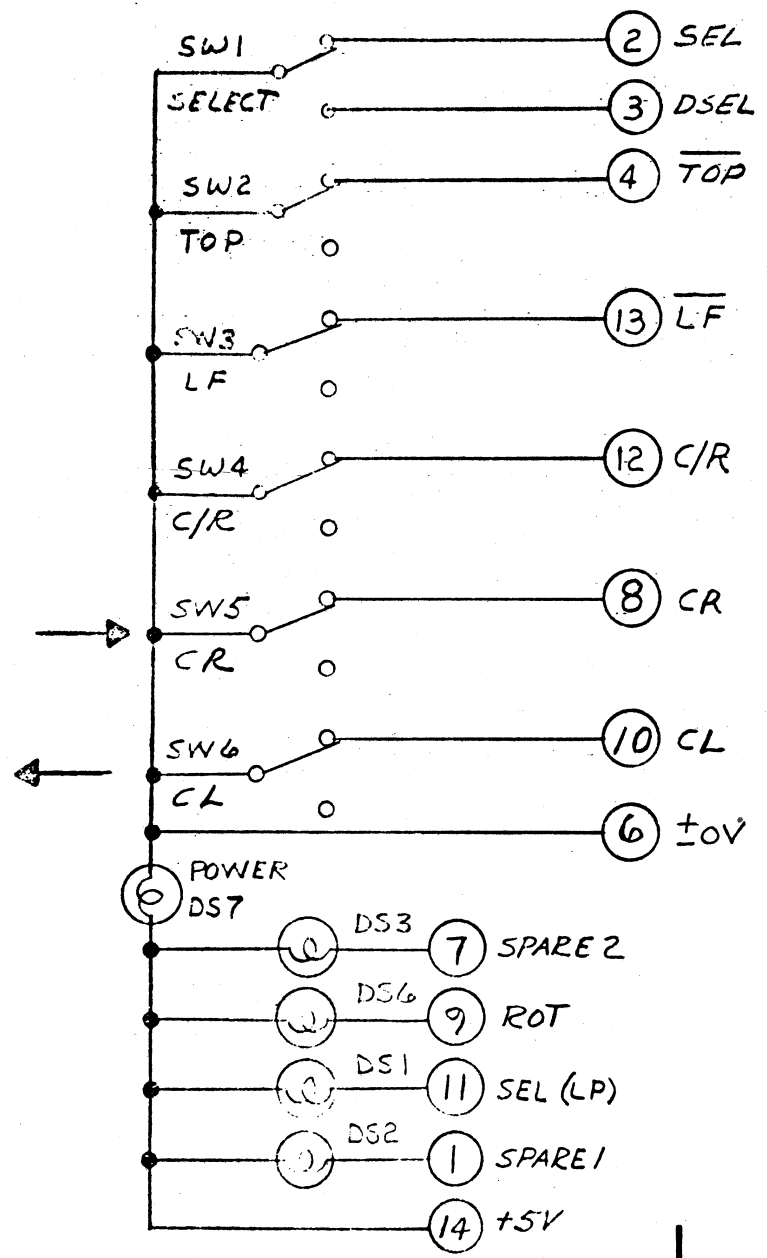 SW1
SELECT
2 SEL
3 DSEL
SW2
TOP
4 TOP
SW3
LF
13 LF
SW4
C/R
12 C/R
SW5
CR
8 CR
SW6
CL
10 CL
6 ±0V
POWER
DS7
DS3
7 SPARE 2
DS6
9 ROT
DS1
11 SEL (LP)
DS2
1 SPARE 1
14 +5V